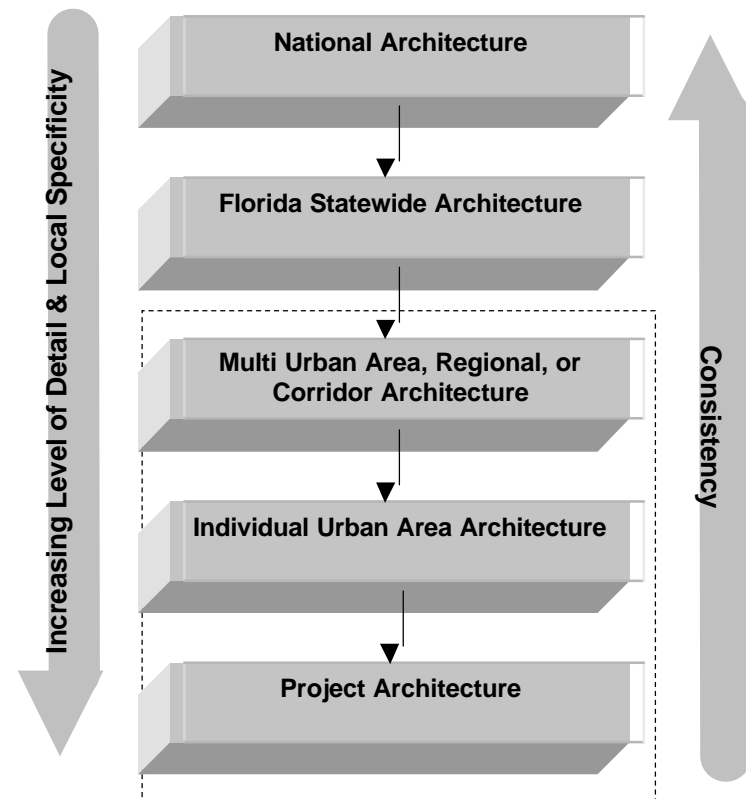 National Architecture
Florida Statewide Architecture
Multi Urban Area, Regional, or
Corridor Architecture
Individual Urban Area Architecture
Project Architecture
Increasing Level of Detail & Local Specificity
Consistency